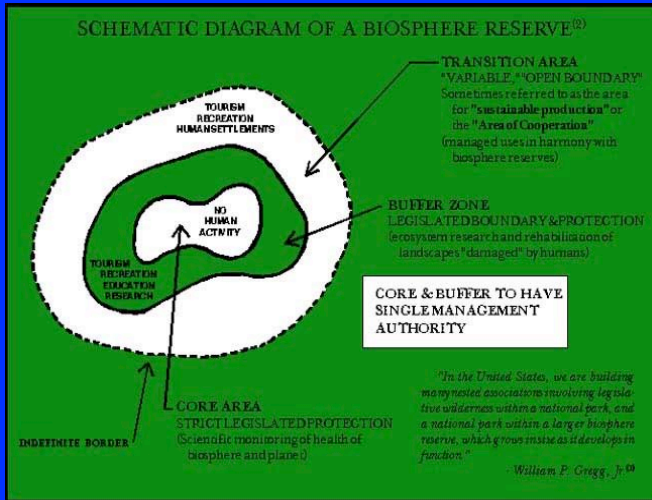 SCHEMATIC DIAGRAM OF A BIOSPHERE RESERVE(2)
TRANSITION AREA
"VARIABLE," "OPEN BOUNDARY"
Sometimes referred to as the area
for "sustainable production" or
the "Area of Cooperation"
(managed uses in harmony with
biosphere reserves)
TOURISM
RECREATION
HUMAN SETTLEMENTS
NO
HUMAN
ACTIVITY
BUFFER ZONE
LEGISLATED BOUNDARY & PROTECTION
(ecosystem research and rehabilitation of
landscapes "damaged" by humans)
TOURISM
RECREATION
EDUCATION
RESEARCH
CORE & BUFFER TO HAVE
SINGLE MANAGEMENT
AUTHORITY
CORE AREA
STRICT LEGISLATED PROTECTION
(Scientific monitoring of health of
biosphere and planet)
INDEFINITE BORDER
"In the United States, we are building
many nested associations involving legisla-
tive wilderness within a national park, and
a national park within a larger biosphere
reserve, which grows in size as it develops in
function."
- William P. Gregg, Jr